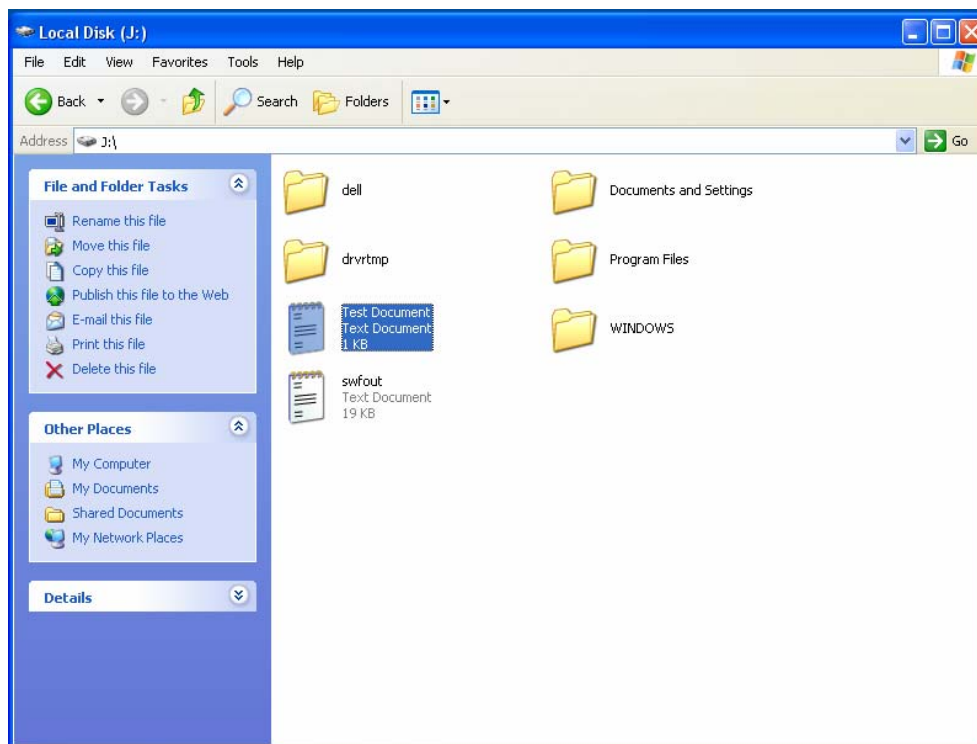 Local Disk (J:)
File Edit View Favorites Tools Help
Back Search Folders
Address J:\ Go
File and Folder Tasks
Rename this file
Move this file
Copy this file
Publish this file to the Web
E-mail this file
Print this file
Delete this file
Other Places
My Computer
My Documents
Shared Documents
My Network Places
Details
dell
Documents and Settings
drvrtmp
Program Files
Test Document
Text Document
1 KB
WINDOWS
swfout
Text Document
19 KB